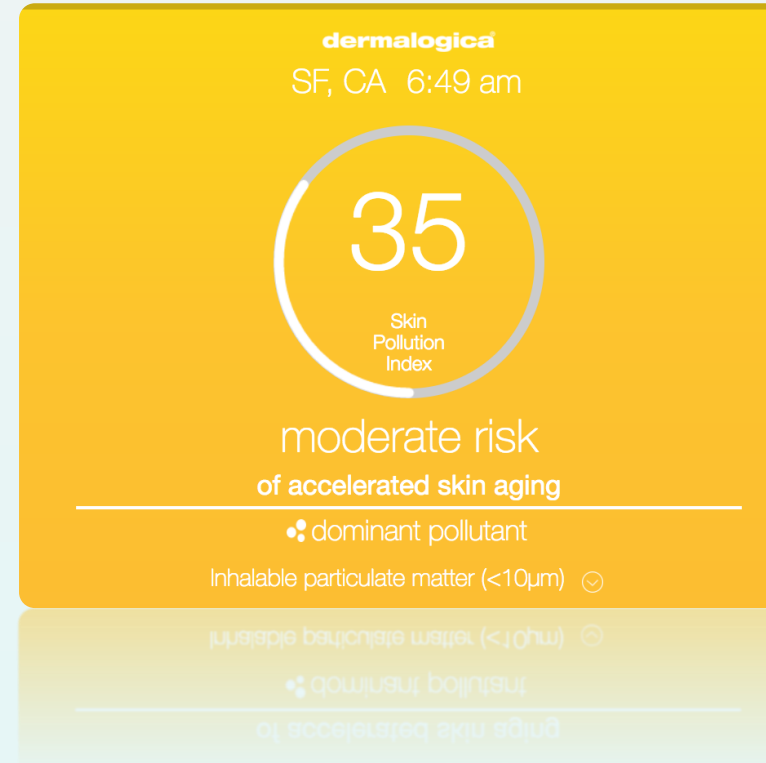 dermalogica
SF, CA 6:49 am
35
Skin
Pollution
Index
moderate risk
of accelerated skin aging
dominant pollutant
Inhalable particulate matter (<10µm)